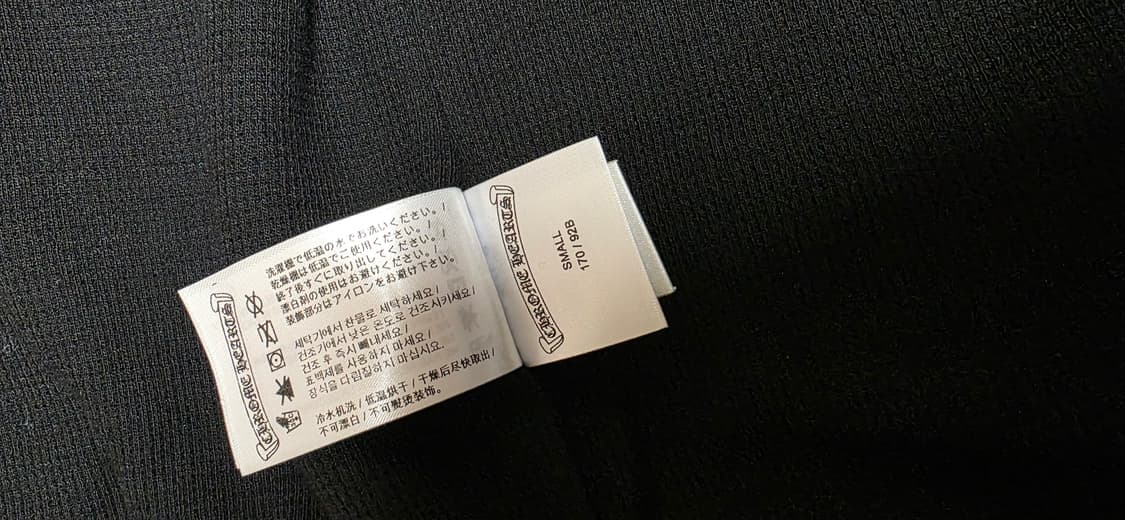 CHROME HEARTS
洗濯機で低温の水でお洗いください。/
乾燥機は低温でご使用ください。/
終了後すぐに取り出してください。/
漂白剤の使用はお避けください。/
装飾部分はアイロンをお避け下さい。
세탁기에서 찬물로 세탁하세요 /
건조기에서 낮은 온도로 건조시키세요 /
건조 후 즉시 빼내세요 /
표백제를 사용하지 마세요 /
장식을 다림질하지 마십시요.
冷水机洗 / 低温烘干 / 干燥后尽快取出 /
不可漂白 / 不可熨烫装饰。
CHROME HEARTS
SMALL
170 / 92B